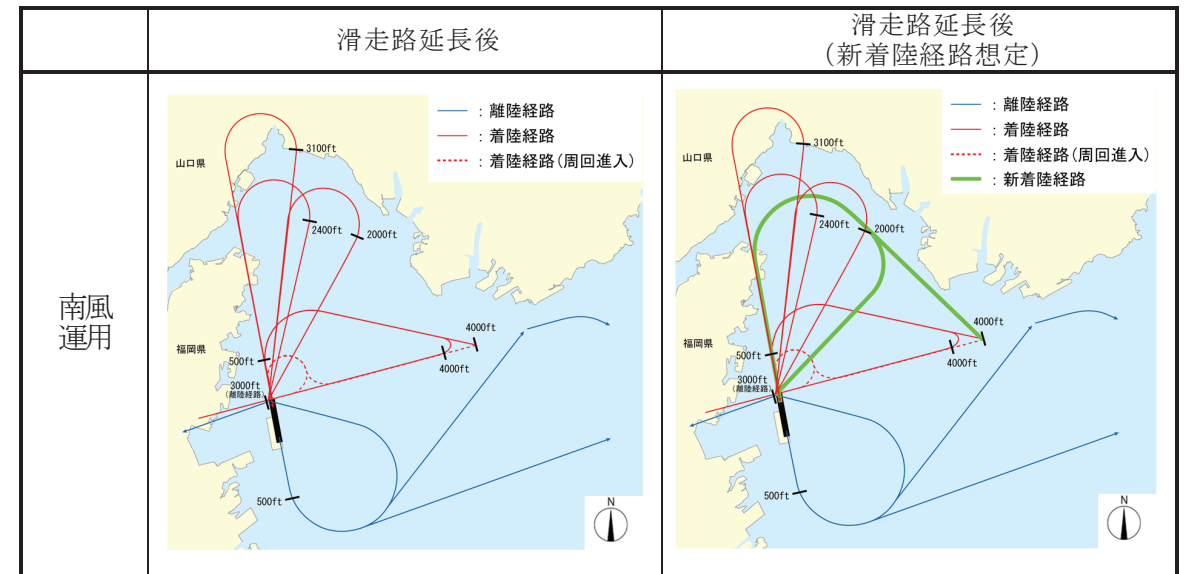 滑走路延長後
滑走路延長後
（新着陸経路想定）
南風
運用
：離陸経路
：着陸経路
：着陸経路（周回進入）
山口県
3100ft
2400ft
2000ft
4000ft
4000ft
福岡県
500ft
3000ft
（離陸経路）
500ft
N
：離陸経路
：着陸経路
：着陸経路（周回進入）
：新着陸経路
山口県
3100ft
2400ft
2000ft
4000ft
4000ft
福岡県
500ft
3000ft
（離陸経路）
500ft
N